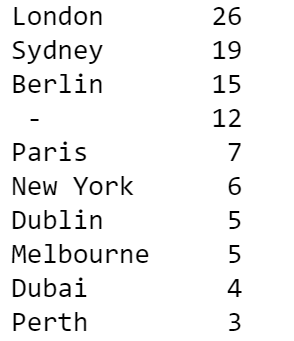 London 26
Sydney 19
Berlin 15
- 12
Paris 7
New York 6
Dublin 5
Melbourne 5
Dubai 4
Perth 3